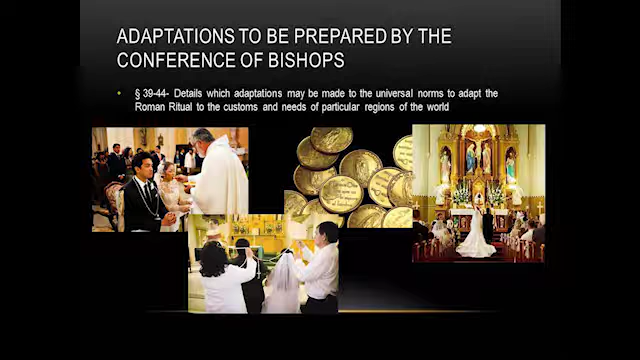 ADAPTATIONS TO BE PREPARED BY THE
CONFERENCE OF BISHOPS
• § 39-44- Details which adaptations may be made to the universal norms to adapt the
Roman Ritual to the customs and needs of particular regions of the world